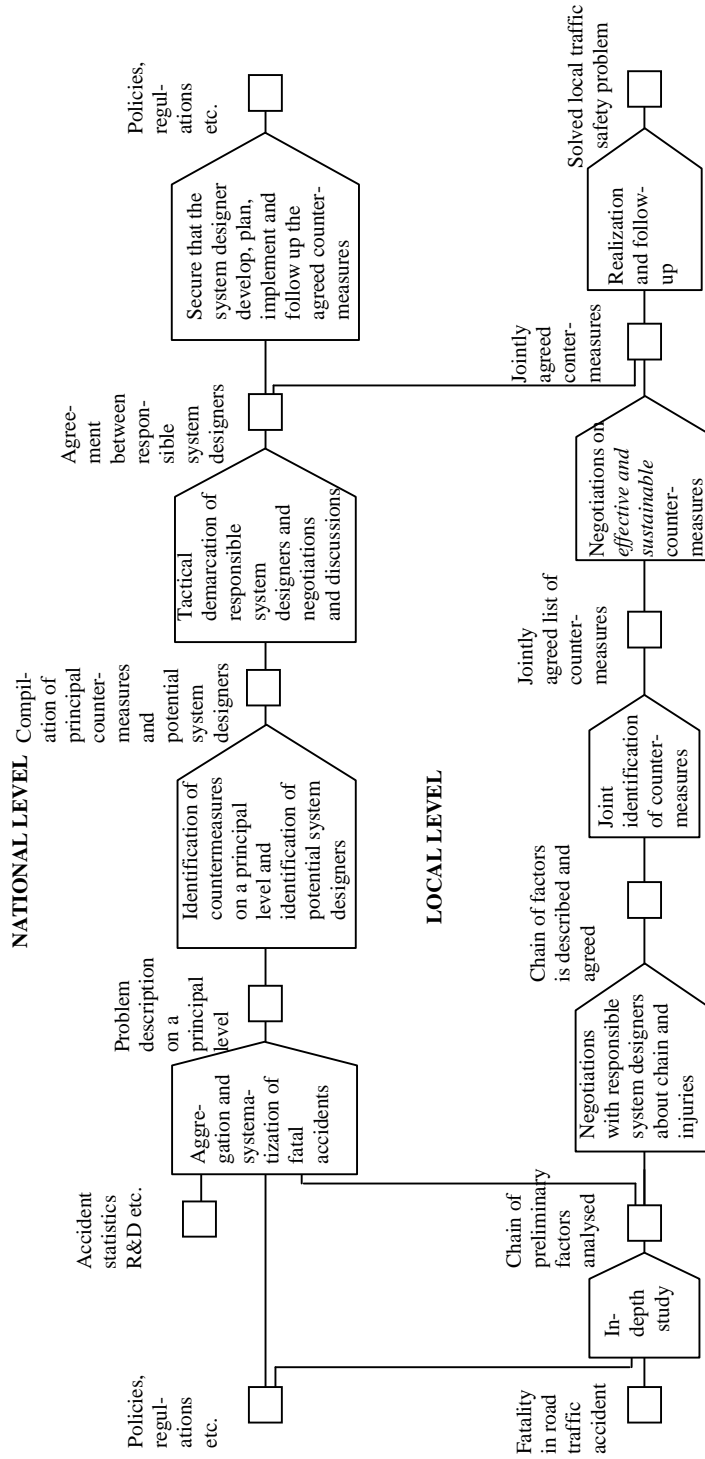 NATIONAL LEVEL
Policies,
regul-
ations
etc.
Accident
statistics
R&D etc.
Aggre-
gation and
systema-
tization of
fatal
accidents
Problem
description
on a
principal
level
Identification of
countermeasures
on a principal
level and
identification of
potential system
designers
Compil-
ation of
principal
counter-
measures
and
potential
system
designers
Tactical
demarcation of
responsible
system
designers and
negotiations
and discussions
Agree-
ment
between
respon-
sible
system
designers
Secure that the
system designer
develop, plan,
implement and
follow up the
agreed counter-
measures
Policies,
regul-
ations
etc.
LOCAL LEVEL
Fatality
in road
traffic
accident
In-
depth
study
Chain of
preliminary
factors
analysed
Negotiations
with responsible
system designers
about chain and
injuries
Chain of factors
is described and
agreed
Joint
identification
of counter-
measures
Jointly
agreed list of
counter-
measures
Negotiations on
effective and
sustainable
counter-
measures
Jointly
agreed
conter-
measures
Realization
and follow-
up
Solved local traffic
safety problem